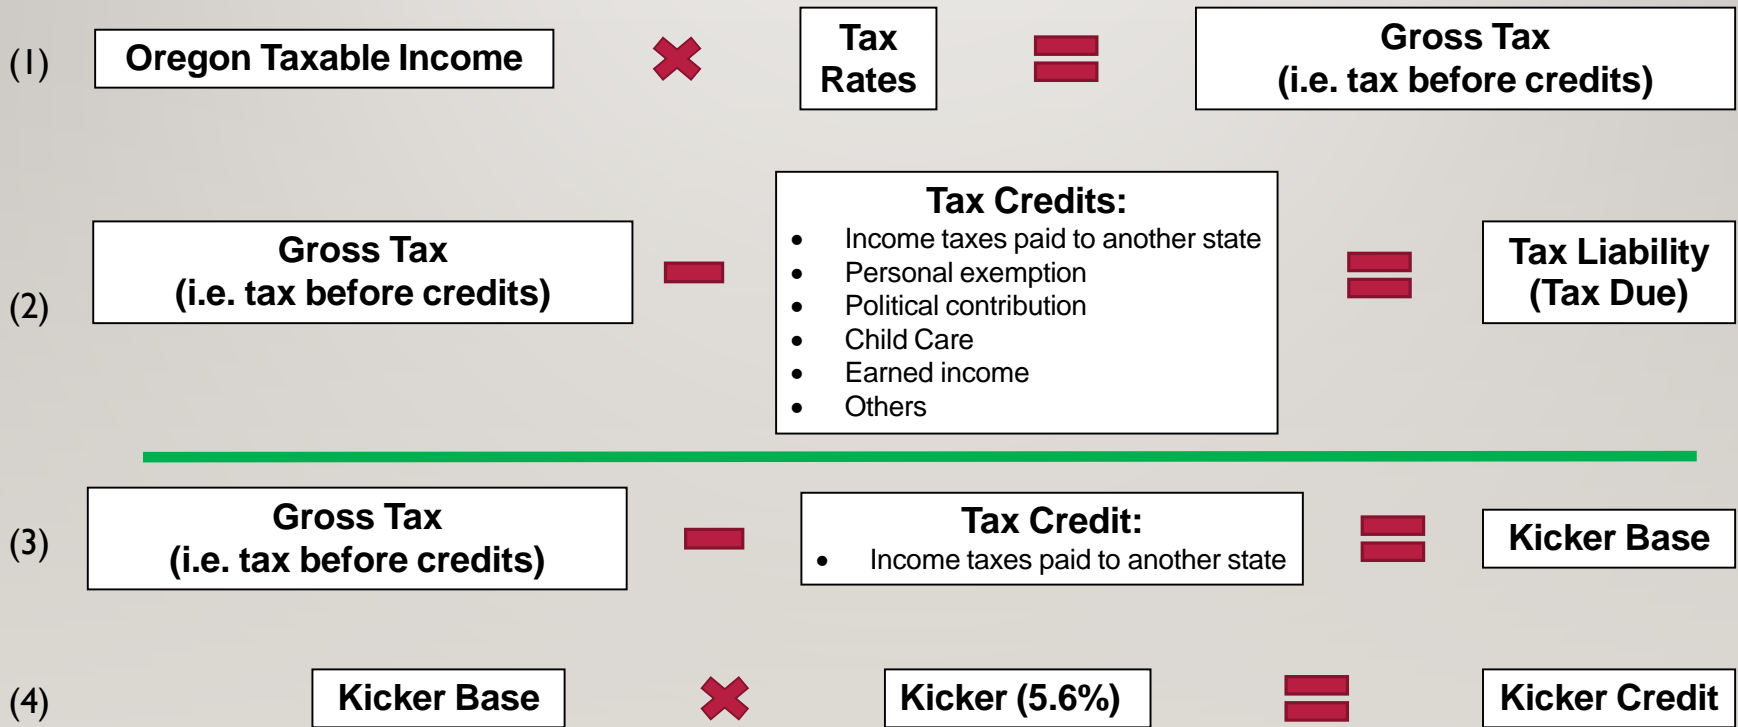 (1)
Oregon Taxable Income
Tax
Rates
Gross Tax
(i.e. tax before credits)
(2)
Gross Tax
(i.e. tax before credits)
Tax Credits:
• Income taxes paid to another state
• Personal exemption
• Political contribution
• Child Care
• Earned income
• Others
Tax Liability
(Tax Due)
(3)
Gross Tax
(i.e. tax before credits)
Tax Credit:
• Income taxes paid to another state
Kicker Base
(4)
Kicker Base
Kicker (5.6%)
Kicker Credit